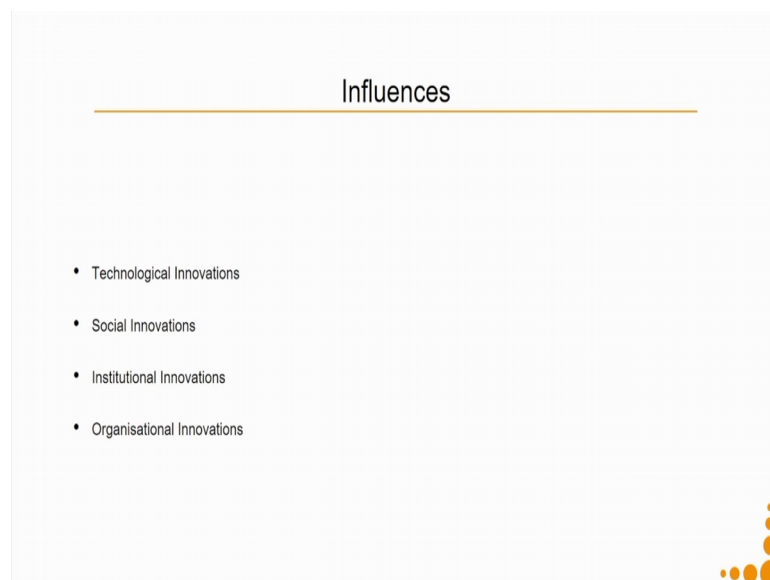 Influences
• Technological Innovations
• Social Innovations
• Institutional Innovations
• Organisational Innovations